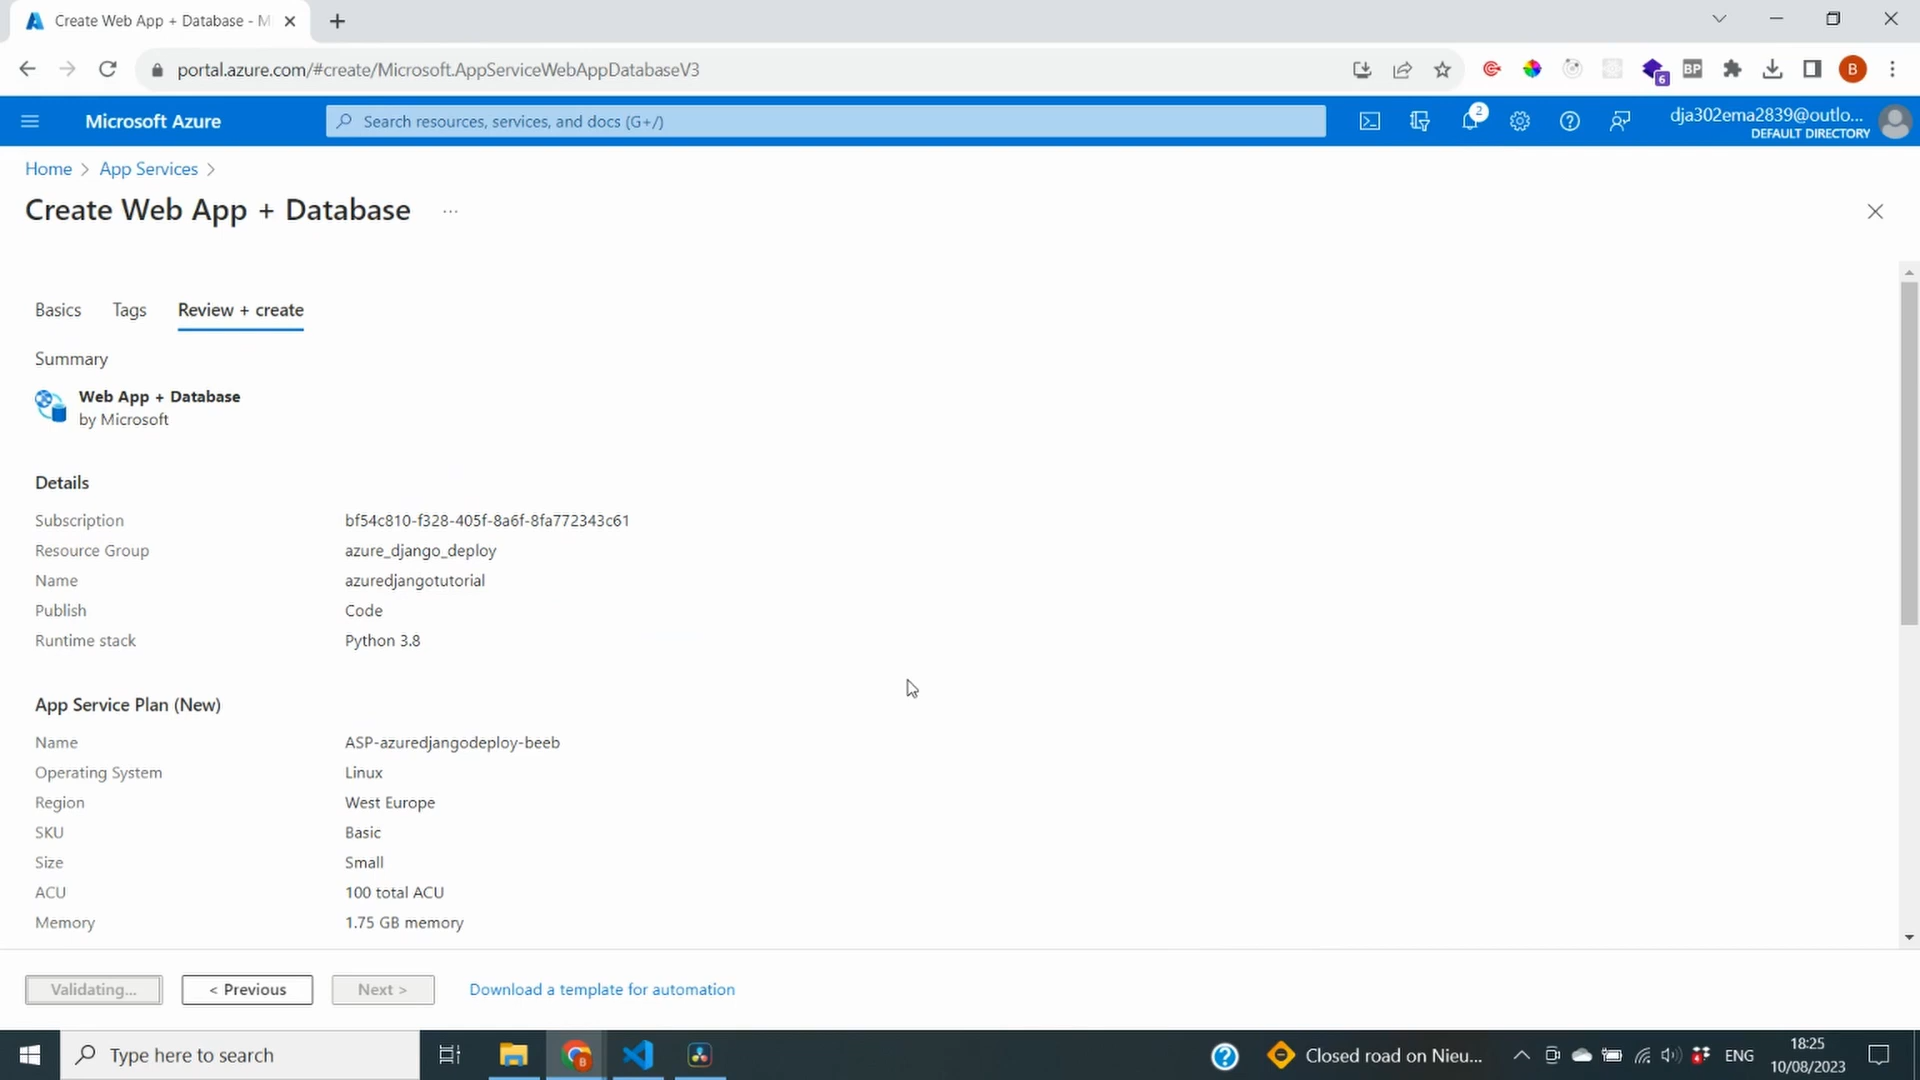 Create Web App + Database - M
portal.azure.com/#create/Microsoft.AppServiceWebAppDatabaseV3
6
BP
B
Microsoft Azure
Search resources, services, and docs (G+/)
2
dja302ema2839@outlo...
DEFAULT DIRECTORY
Home > App Services >
Create Web App + Database ...
Basics Tags Review + create
Summary
Web App + Database
by Microsoft
Details
Subscription bf54c810-f328-405f-8a6f-8fa772343c61
Resource Group azure_django_deploy
Name azuredjangotutorial
Publish Code
Runtime stack Python 3.8
App Service Plan (New)
Name ASP-azuredjangodeploy-beeb
Operating System Linux
Region West Europe
SKU Basic
Size Small
ACU 100 total ACU
Memory 1.75 GB memory
Validating... < Previous Next > Download a template for automation
Type here to search
B
Closed road on Nieu...
ENG
18:25
10/08/2023